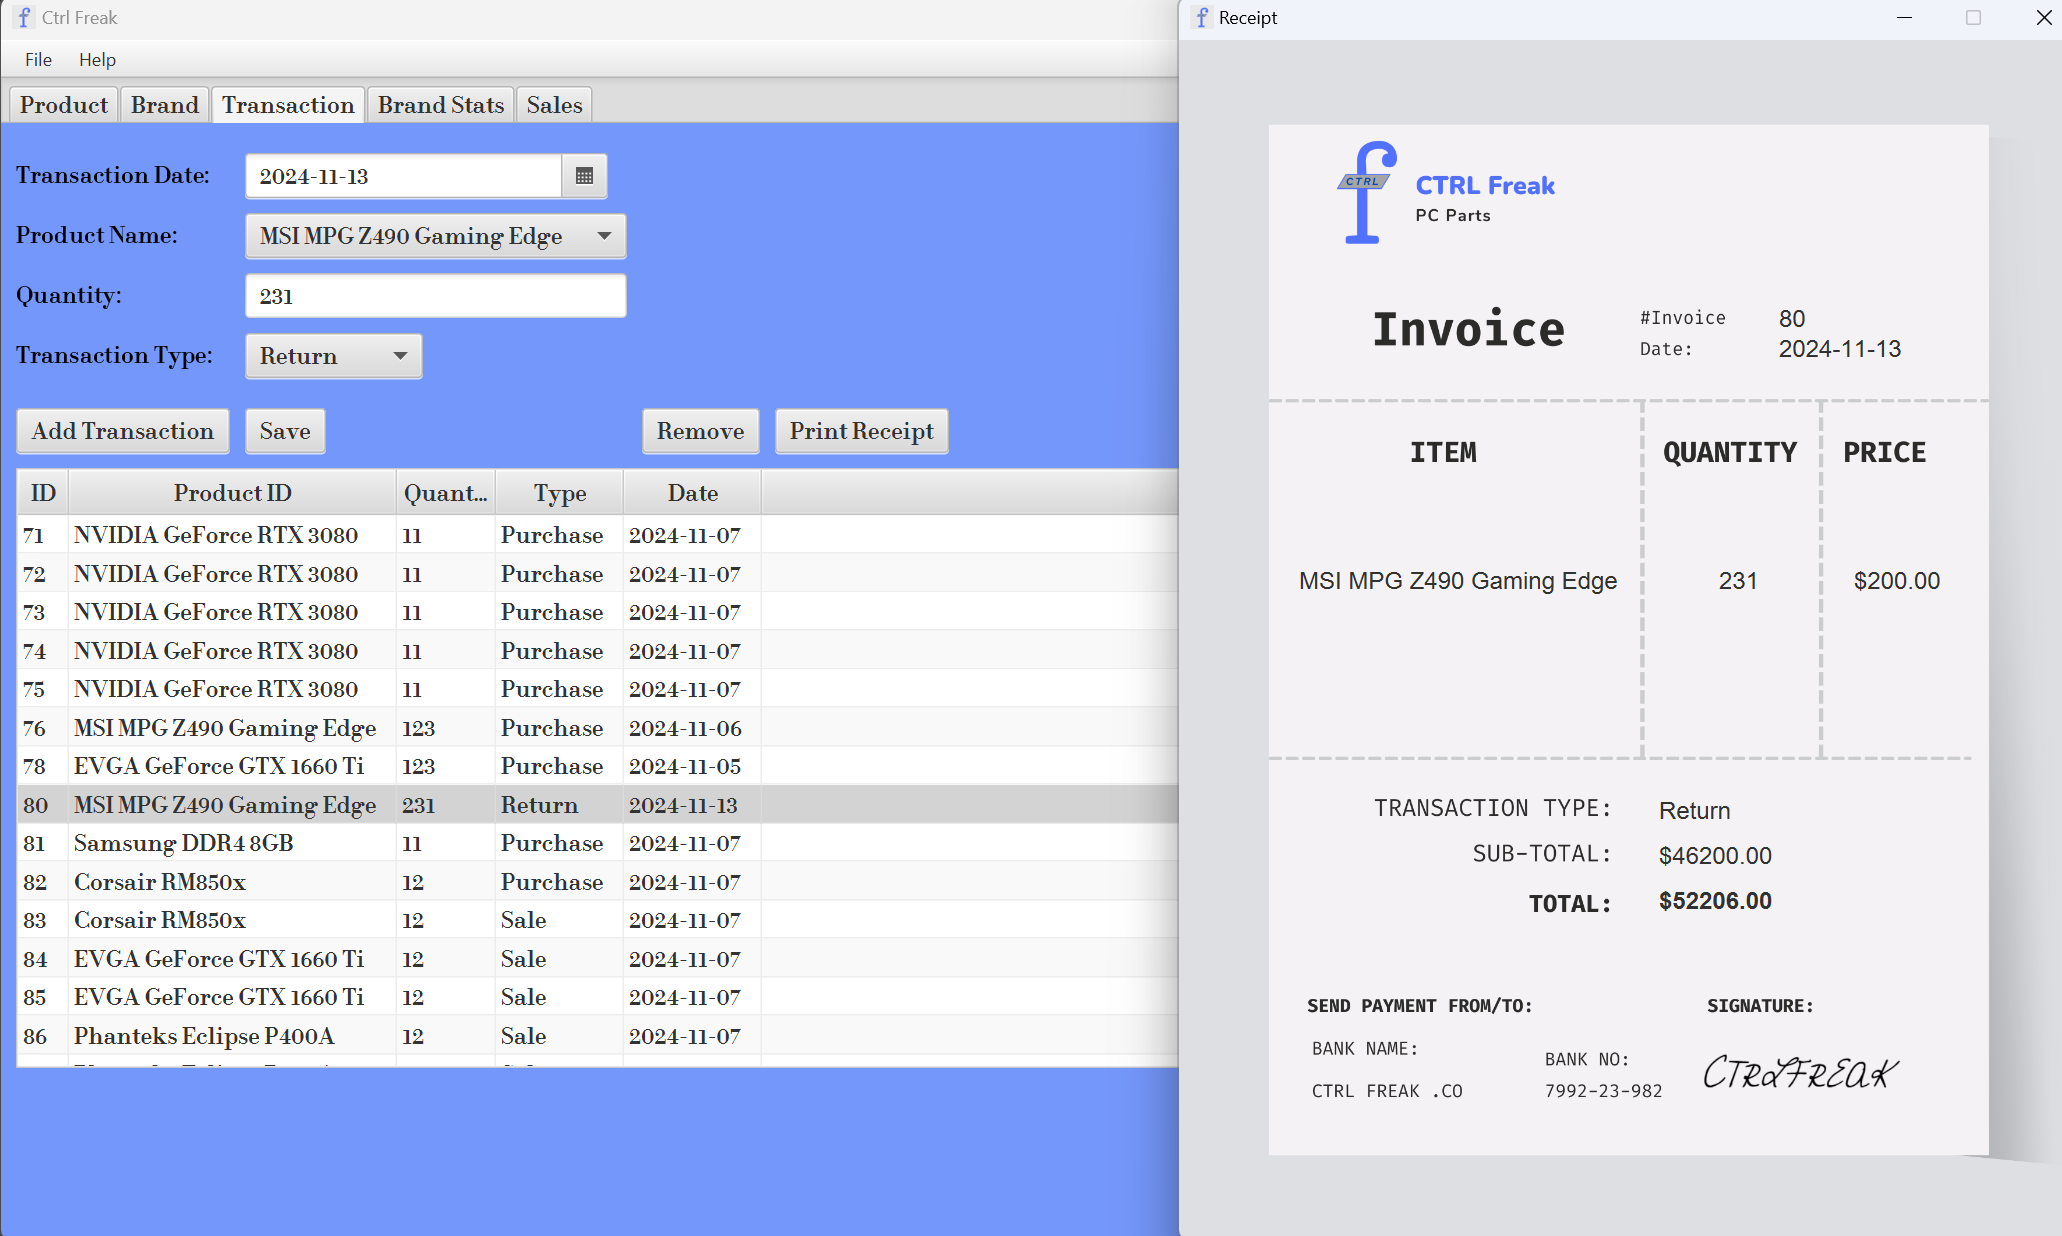 Ctrl Freak
File Help
Product Brand Transaction Brand Stats Sales
Transaction Date: 2024-11-13
Product Name: MSI MPG Z490 Gaming Edge
Quantity: 231
Transaction Type: Return
Add Transaction Save Remove Print Receipt
ID Product ID Quant... Type Date
71 NVIDIA GeForce RTX 3080 11 Purchase 2024-11-07
72 NVIDIA GeForce RTX 3080 11 Purchase 2024-11-07
73 NVIDIA GeForce RTX 3080 11 Purchase 2024-11-07
74 NVIDIA GeForce RTX 3080 11 Purchase 2024-11-07
75 NVIDIA GeForce RTX 3080 11 Purchase 2024-11-07
76 MSI MPG Z490 Gaming Edge 123 Purchase 2024-11-06
78 EVGA GeForce GTX 1660 Ti 123 Purchase 2024-11-05
80 MSI MPG Z490 Gaming Edge 231 Return 2024-11-13
81 Samsung DDR4 8GB 11 Purchase 2024-11-07
82 Corsair RM850x 12 Purchase 2024-11-07
83 Corsair RM850x 12 Sale 2024-11-07
84 EVGA GeForce GTX 1660 Ti 12 Sale 2024-11-07
85 EVGA GeForce GTX 1660 Ti 12 Sale 2024-11-07
86 Phanteks Eclipse P400A 12 Sale 2024-11-07
Receipt
CTRL
CTRL Freak
PC Parts
Invoice
#Invoice 80
Date: 2024-11-13
ITEM QUANTITY PRICE
MSI MPG Z490 Gaming Edge 231 $200.00
TRANSACTION TYPE: Return
SUB-TOTAL: $46200.00
TOTAL: $52206.00
SEND PAYMENT FROM/TO: SIGNATURE:
BANK NAME: BANK NO:
CTRL FREAK .CO 7992-23-982
CTRLFREAK